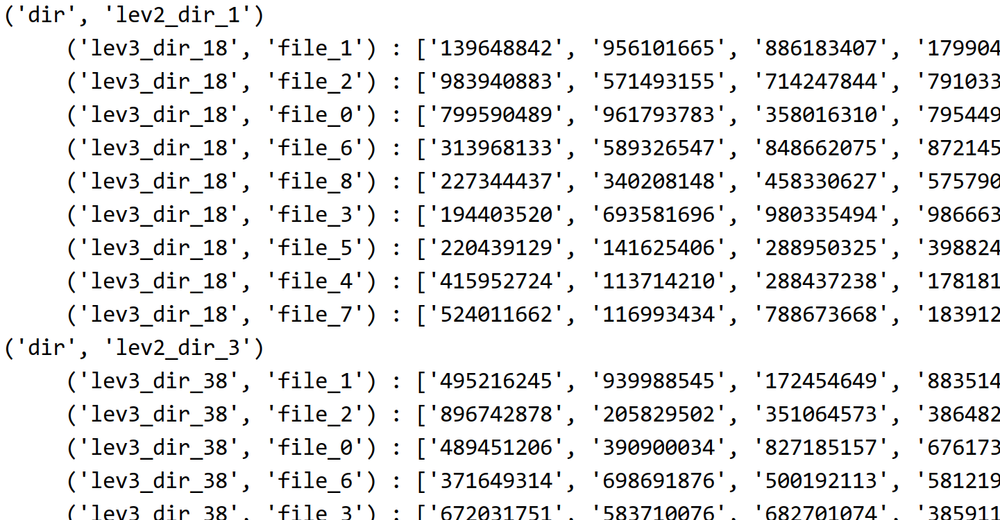 ('dir', 'lev2_dir_1')
('lev3_dir_18', 'file_1') : ['139648842', '956101665', '886183407', '179904
('lev3_dir_18', 'file_2') : ['983940883', '571493155', '714247844', '791033
('lev3_dir_18', 'file_0') : ['799590489', '961793783', '358016310', '795449
('lev3_dir_18', 'file_6') : ['313968133', '589326547', '848662075', '872145
('lev3_dir_18', 'file_8') : ['227344437', '340208148', '458330627', '575790
('lev3_dir_18', 'file_3') : ['194403520', '693581696', '980335494', '986663
('lev3_dir_18', 'file_5') : ['220439129', '141625406', '288950325', '398824
('lev3_dir_18', 'file_4') : ['415952724', '113714210', '288437238', '178181
('lev3_dir_18', 'file_7') : ['524011662', '116993434', '788673668', '183912
('dir', 'lev2_dir_3')
('lev3_dir_38', 'file_1') : ['495216245', '939988545', '172454649', '883514
('lev3_dir_38', 'file_2') : ['896742878', '205829502', '351064573', '386482
('lev3_dir_38', 'file_0') : ['489451206', '390900034', '827185157', '676173
('lev3_dir_38', 'file_6') : ['371649314', '698691876', '500192113', '581219
('lev3_dir_38', 'file_3') : ['672031751', '583710076', '682701074', '385911